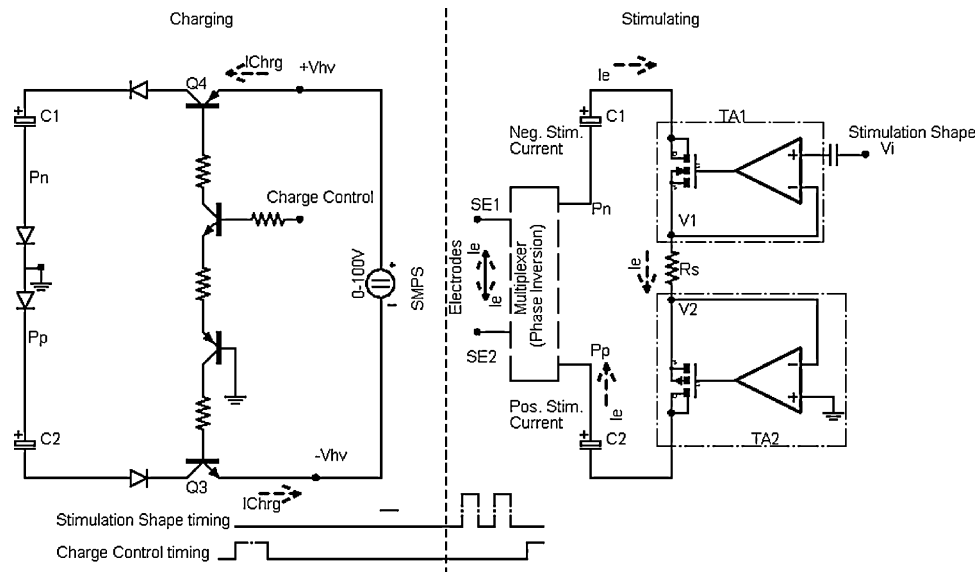 Charging
Stimulating
IChrg
+Vhv
Q4
+
C1
Pn
Charge Control
0-100V
+
SMPS
Pp
+
C2
-Vhv
Q3
IChrg
Ie
+
C1
Neg. Stim.
Current
Pn
TA1
Stimulation Shape
Vi
+
-
V1
SE1
Electrodes
Ie
Ie
Multiplexer
(Phase Inversion)
Ie
Rs
V2
SE2
Pp
Ie
Pos. Stim.
Current
+
C2
-
+
TA2
Stimulation Shape timing
Charge Control timing